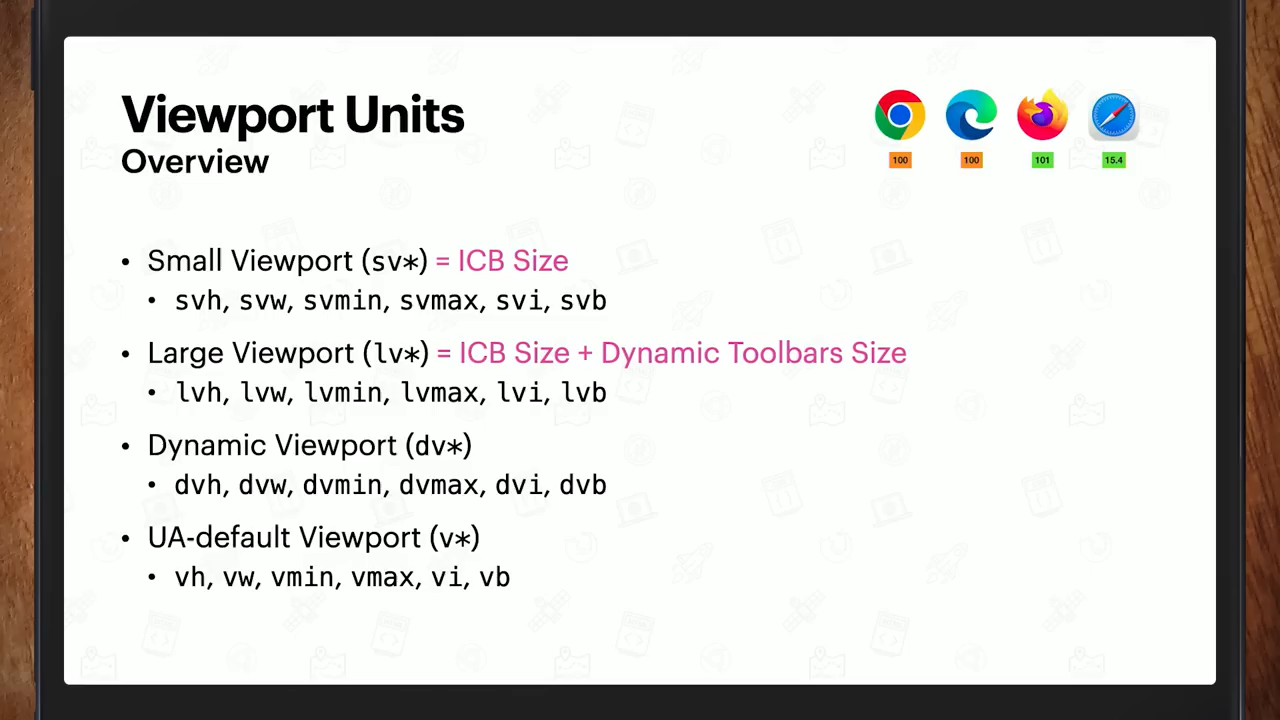 Viewport Units
Overview
100 100 101 15.4
• Small Viewport (sv*) = ICB Size
• svh, svw, svmin, svmax, svi, svb
• Large Viewport (lv*) = ICB Size + Dynamic Toolbars Size
• lvh, lvw, lvmin, lvmax, lvi, lvb
• Dynamic Viewport (dv*)
• dvh, dvw, dvmin, dvmax, dvi, dvb
• UA-default Viewport (v*)
• vh, vw, vmin, vmax, vi, vb